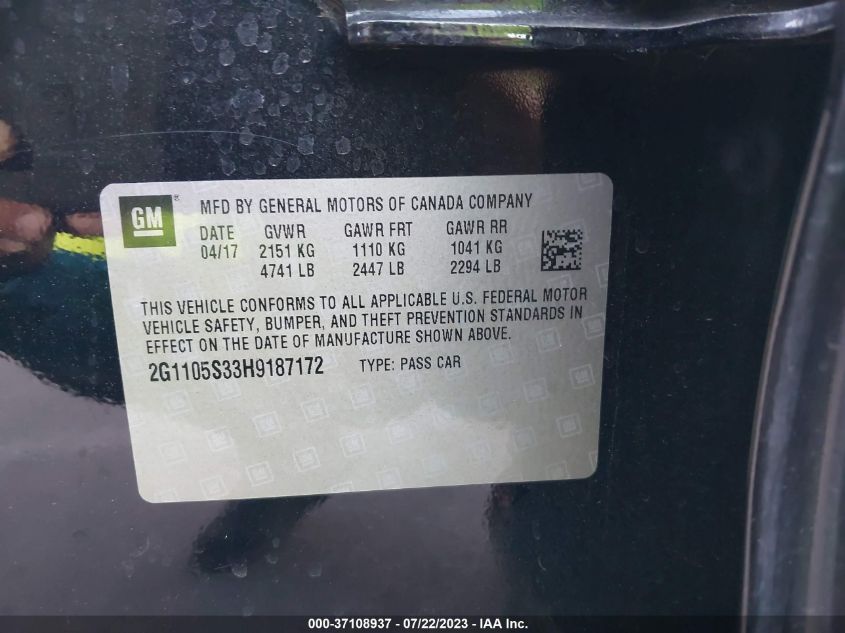 GM ®
MFD BY GENERAL MOTORS OF CANADA COMPANY
DATE GVWR GAWR FRT GAWR RR
04/17 2151 KG 1110 KG 1041 KG
4741 LB 2447 LB 2294 LB
THIS VEHICLE CONFORMS TO ALL APPLICABLE U.S. FEDERAL MOTOR
VEHICLE SAFETY, BUMPER, AND THEFT PREVENTION STANDARDS IN
EFFECT ON THE DATE OF MANUFACTURE SHOWN ABOVE.
2G1105S33H9187172 TYPE: PASS CAR
000-37108937 - 07/22/2023 - IAAI Inc.